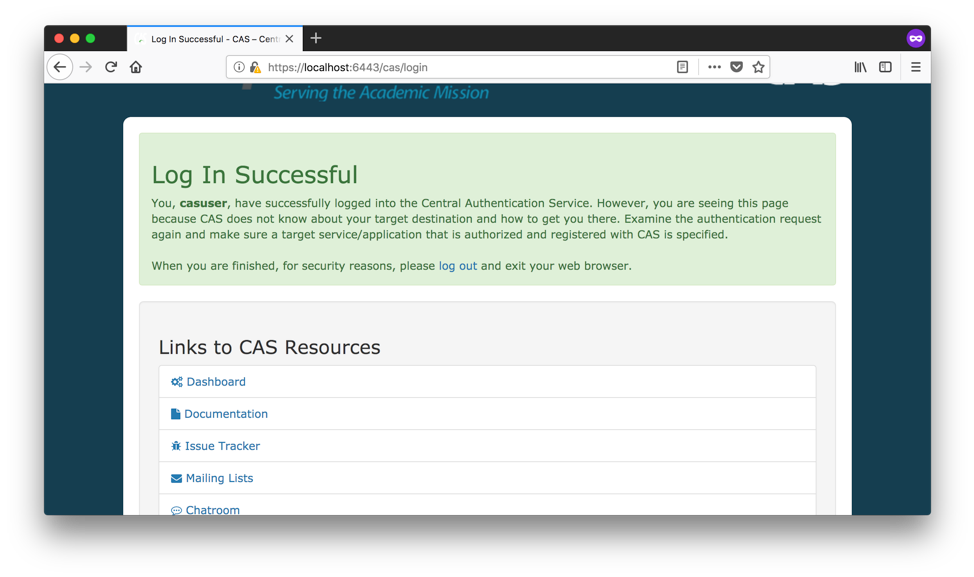 Log In Successful - CAS – Cent
https://localhost:6443/cas/login
Serving the Academic Mission
Log In Successful
You, casuser, have successfully logged into the Central Authentication Service. However, you are seeing this page
because CAS does not know about your target destination and how to get you there. Examine the authentication request
again and make sure a target service/application that is authorized and registered with CAS is specified.
When you are finished, for security reasons, please log out and exit your web browser.
Links to CAS Resources
Dashboard
Documentation
Issue Tracker
Mailing Lists
Chatroom